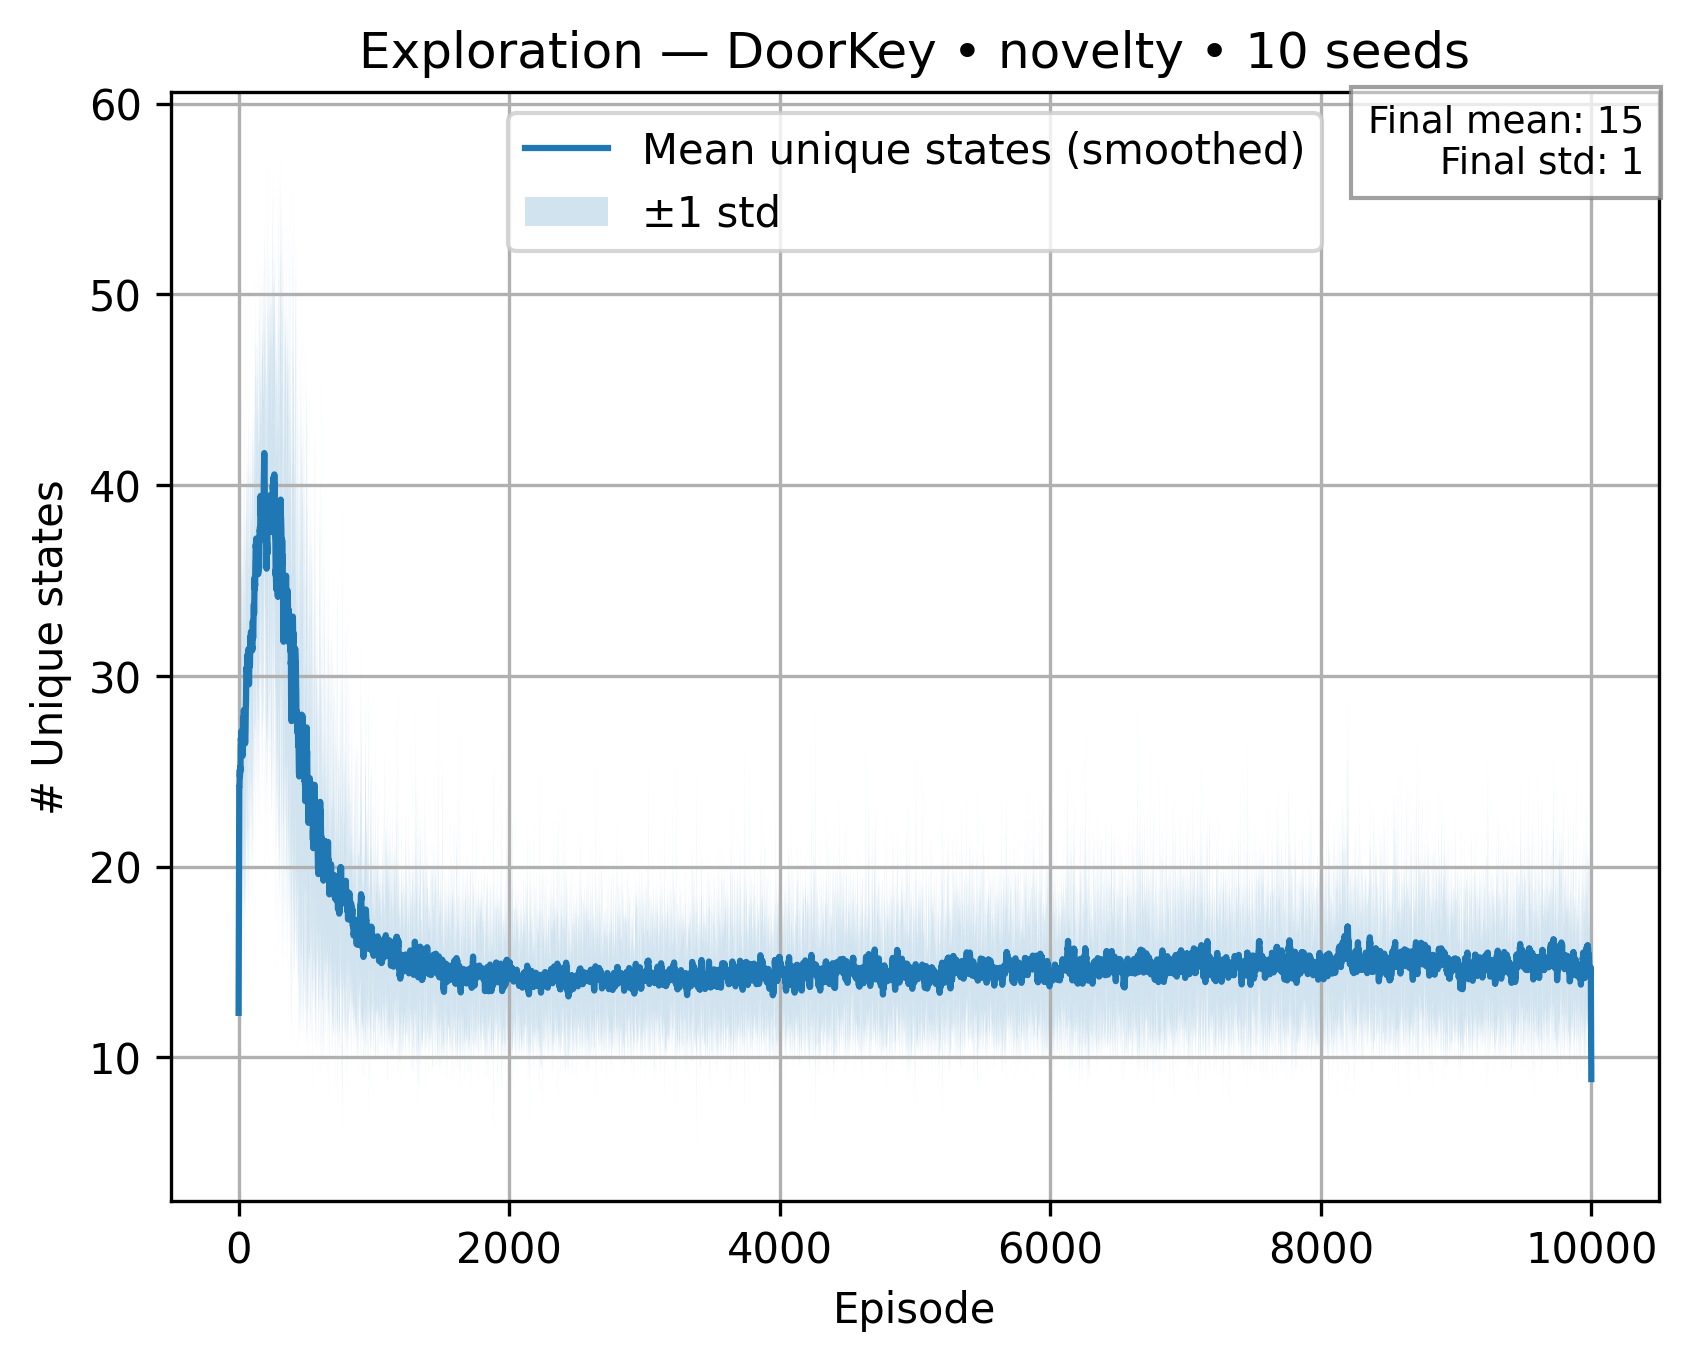 Exploration — DoorKey • novelty • 10 seeds
Final mean: 15
Final std: 1
Mean unique states (smoothed)
±1 std
# Unique states
60
50
40
30
20
10
0 2000 4000 6000 8000 10000
Episode